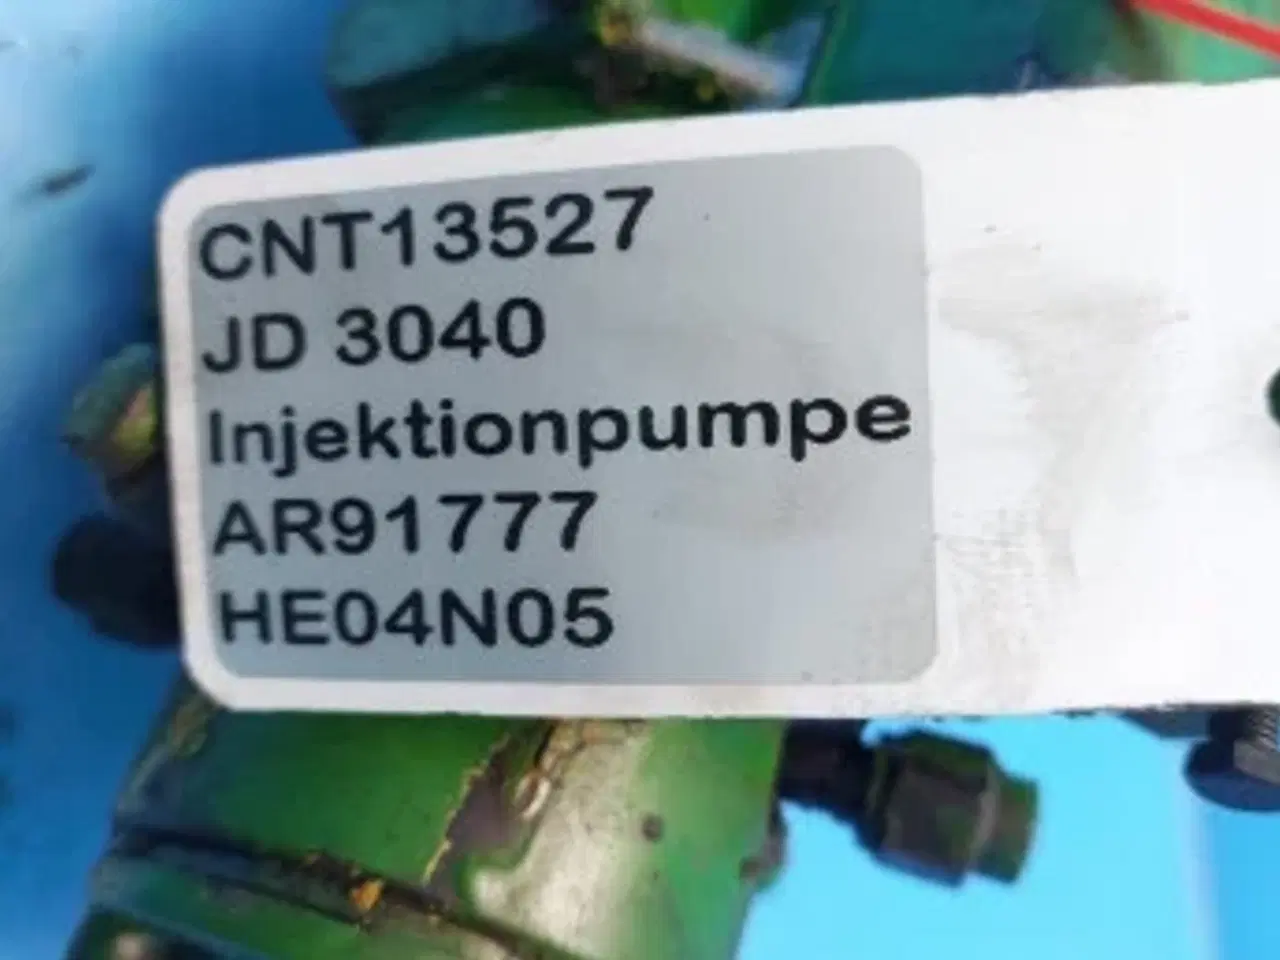 CNT13527
JD 3040
Injektionpumpe
AR91777
HE04N05